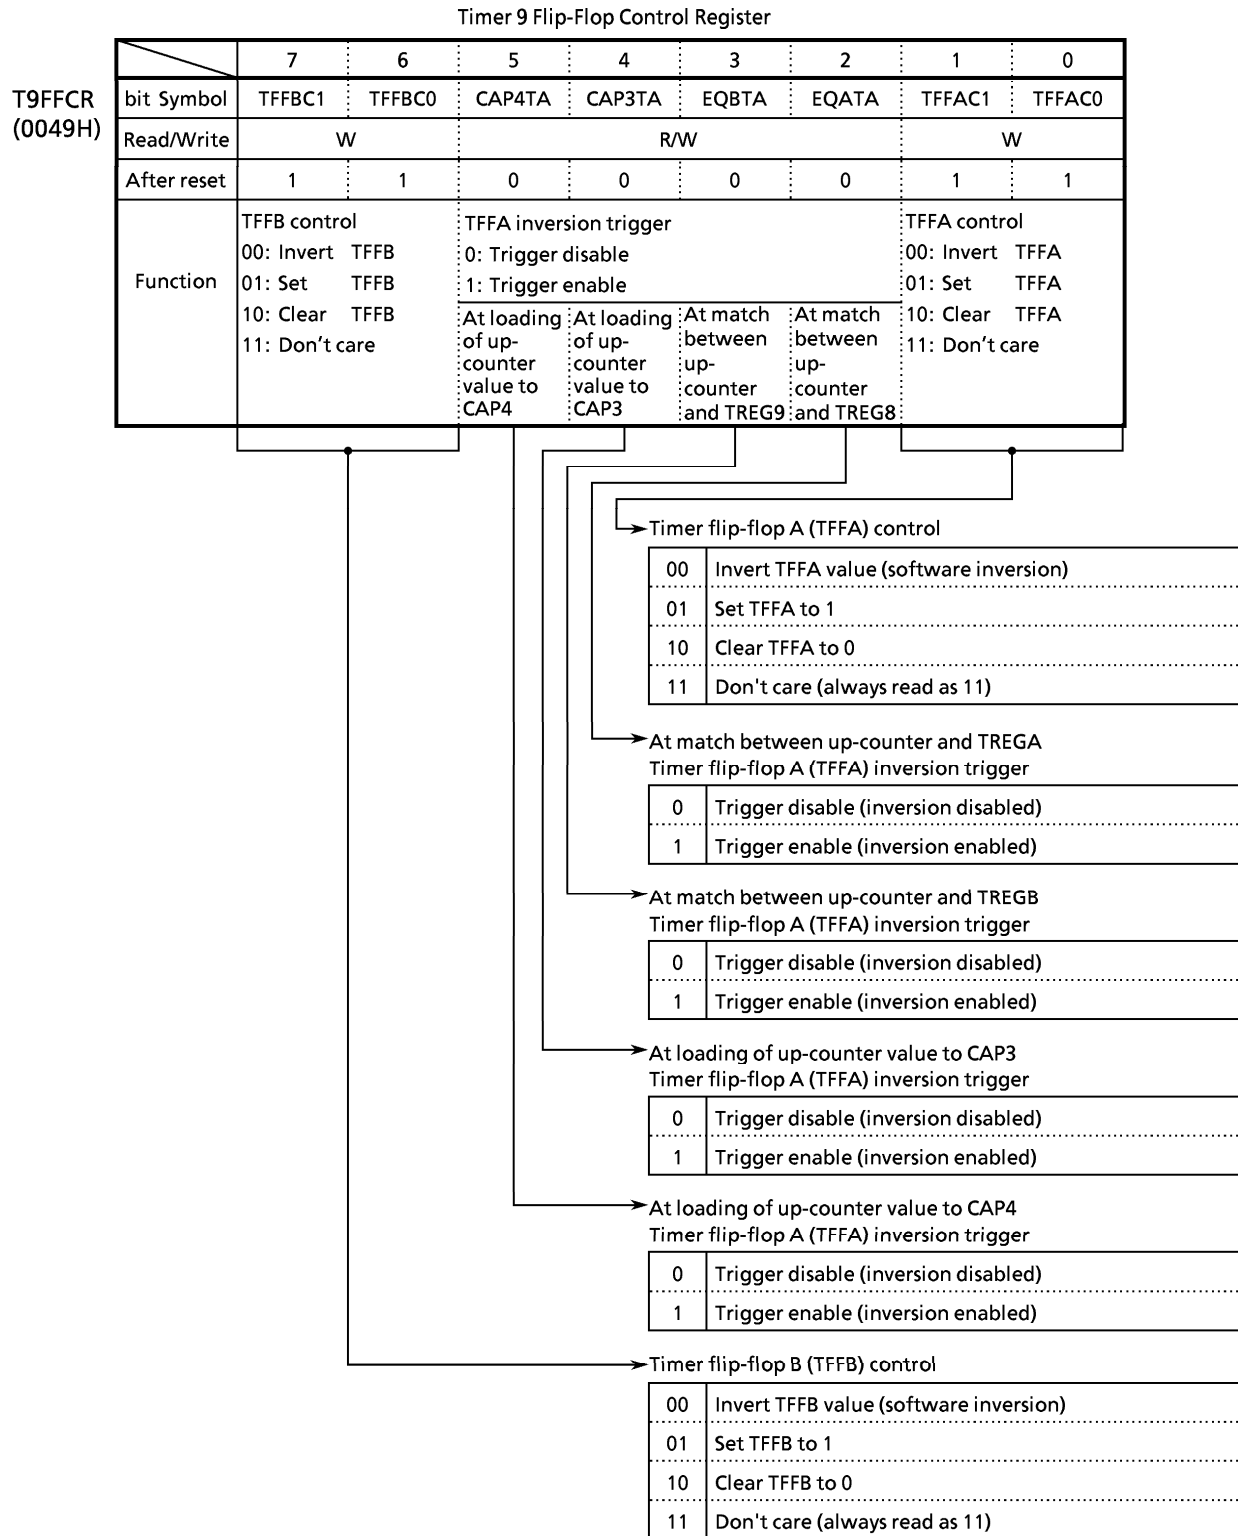 Timer 9 Flip-Flop Control Register
7 6 5 4 3 2 1 0
T9FFCR
(0049H)
bit Symbol TFFBC1 TFFBC0 CAP4TA CAP3TA EQBTA EQATA TFFAC1 TFFAC0
Read/Write W R/W W
After reset 1 1 0 0 0 0 1 1
Function
TFFB control
00: Invert TFFB
01: Set TFFB
10: Clear TFFB
11: Don't care
TFFA inversion trigger
0: Trigger disable
1: Trigger enable
At loading
of up-
counter
value to
CAP4
At loading
of up-
counter
value to
CAP3
At match
between
up-
counter
and TREG9
At match
between
up-
counter
and TREG8
TFFA control
00: Invert TFFA
01: Set TFFA
10: Clear TFFA
11: Don't care
Timer flip-flop A (TFFA) control
00 Invert TFFA value (software inversion)
01 Set TFFA to 1
10 Clear TFFA to 0
11 Don't care (always read as 11)
At match between up-counter and TREGA
Timer flip-flop A (TFFA) inversion trigger
0 Trigger disable (inversion disabled)
1 Trigger enable (inversion enabled)
At match between up-counter and TREGB
Timer flip-flop A (TFFA) inversion trigger
0 Trigger disable (inversion disabled)
1 Trigger enable (inversion enabled)
At loading of up-counter value to CAP3
Timer flip-flop A (TFFA) inversion trigger
0 Trigger disable (inversion disabled)
1 Trigger enable (inversion enabled)
At loading of up-counter value to CAP4
Timer flip-flop A (TFFA) inversion trigger
0 Trigger disable (inversion disabled)
1 Trigger enable (inversion enabled)
Timer flip-flop B (TFFB) control
00 Invert TFFB value (software inversion)
01 Set TFFB to 1
10 Clear TFFB to 0
11 Don't care (always read as 11)